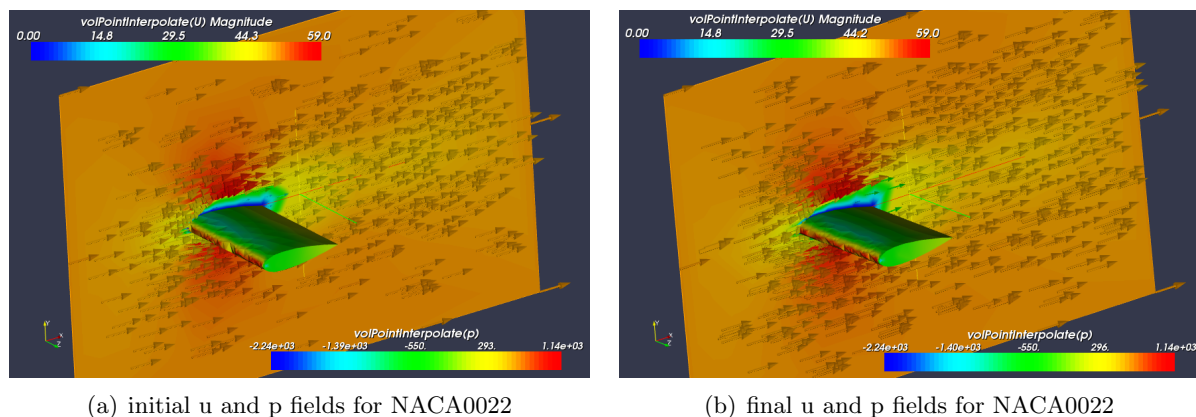 volPointInterpolate(U) Magnitude
0.00 14.8 29.5 44.3 59.0
volPointInterpolate(p)
-2.24e+03 -1.39e+03 -550. 293. 1.14e+03
Y
X
Z
(a) initial u and p fields for NACA0022
volPointInterpolate(U) Magnitude
0.00 14.8 29.5 44.2 59.0
volPointInterpolate(p)
-2.24e+03 -1.40e+03 -550. 296. 1.14e+03
Y
X
Z
(b) final u and p fields for NACA0022